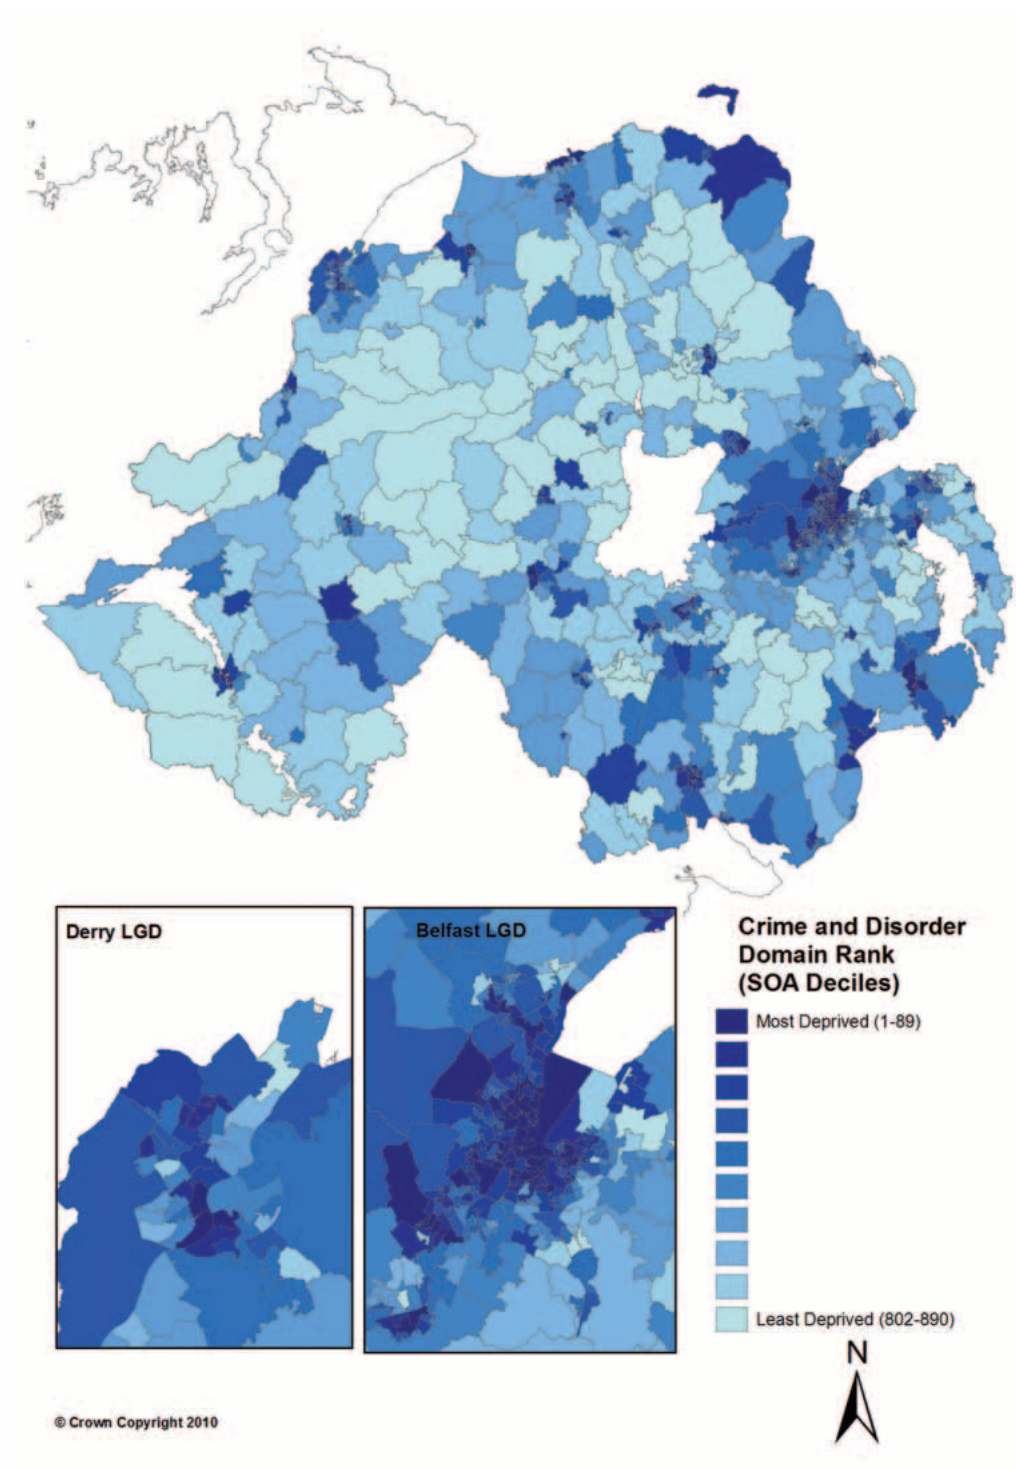 Derry LGD
Belfast LGD
Crime and Disorder
Domain Rank
(SOA Deciles)
Most Deprived (1-89)
Least Deprived (802-890)
N
© Crown Copyright 2010